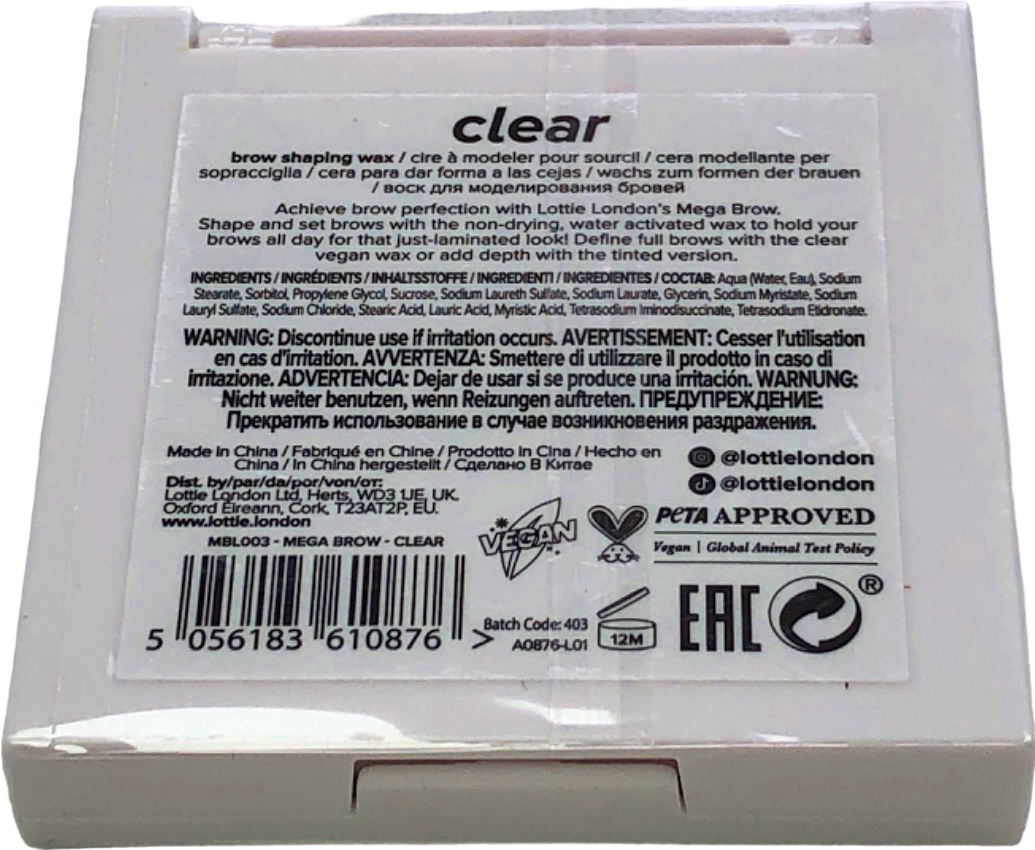 clear
brow shaping wax / cire à modeler pour sourcil / cera modellante per
sopracciglia / cera para dar forma a las cejas / wachs zum formen der brauen
/ воск для моделирования бровей
Achieve brow perfection with Lottie London's Mega Brow.
Shape and set brows with the non-drying, water activated wax to hold your
brows all day for that just-laminated look! Define full brows with the clear
vegan wax or add depth with the tinted version.
INGREDIENTS / INGRÉDIENTS / INHALTSSTOFFE / INGREDIENTI / INGREDIENTES / СОСТАВ: Aqua (Water, Eau), Sodium
Stearate, Sorbitol, Propylene Glycol, Sucrose, Sodium Laureth Sulfate, Sodium Laurate, Glycerin, Sodium Myristate, Sodium
Lauryl Sulfate, Sodium Chloride, Stearic Acid, Lauric Acid, Myristic Acid, Tetrasodium Iminodisuccinate, Tetrasodium Etidronate.
WARNING: Discontinue use if irritation occurs. AVERTISSEMENT: Cesser l'utilisation
en cas d'irritation. AVVERTENZA: Smettere di utilizzare il prodotto in caso di
irritazione. ADVERTENCIA: Dejar de usar si se produce una irritación. WARNUNG:
Nicht weiter benutzen, wenn Reizungen auftreten. ПРЕДУПРЕЖДЕНИЕ:
Прекратить использование в случае возникновения раздражения.
Made in China / Fabriqué en Chine / Prodotto in Cina / Hecho en
China / In China hergestellt / Сделано В Китае
Dist. by/par/da/por/von/от:
Lottie London Ltd, Herts, WD3 1JE, UK.
Oxford Eireann, Cork, T23AT2P, EU.
www.lottie.london
@lottielondon
@lottielondon
VEGAN
PETA APPROVED
Vegan | Global Animal Test Policy
MBL003 - MEGA BROW - CLEAR
5 056183 610876 >
Batch Code: 403
A0876-L01
12M
EAC
®